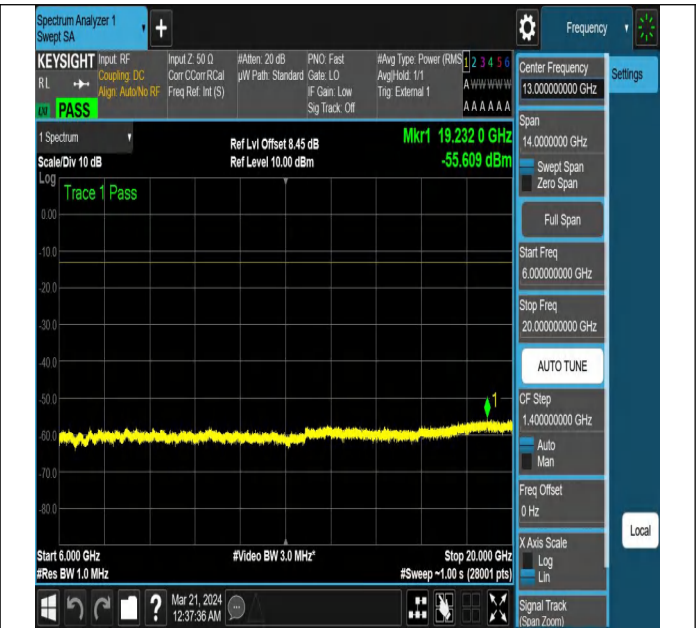 Spectrum Analyzer 1
Swept SA
+
Frequency
KEYSIGHT
RL
PASS
Input: RF
Coupling: DC
Align: Auto/No RF
Input Z: 50 Ω
Corr CCorr RCal
Freq Ref: Int (S)
#Atten: 20 dB
µW Path: Standard
PNO: Fast
Gate: LO
IF Gain: Low
Sig Track: Off
#Avg Type: Power (RMS
Avg|Hold: 1/1
Trig: External 1
1 2 3 4 5 6
A W W W W W
A A A A A A
1 Spectrum
Scale/Div 10 dB
Ref Lvl Offset 8.45 dB
Ref Level 10.00 dBm
Mkr1 19.232 0 GHz
-55.609 dBm
Log
Trace 1 Pass
0.00
-10.0
-20.0
-30.0
-40.0
-50.0
-60.0
-70.0
-80.0
1
Start 6.000 GHz
#Res BW 1.0 MHz
#Video BW 3.0 MHz*
Stop 20.000 GHz
#Sweep ~1.00 s (28001 pts)
?
Mar 21, 2024
12:37:36 AM
Center Frequency
13.000000000 GHz
Settings
Span
14.0000000 GHz
Swept Span
Zero Span
Full Span
Start Freq
6.000000000 GHz
Stop Freq
20.000000000 GHz
AUTO TUNE
CF Step
1.400000000 GHz
Auto
Man
Freq Offset
0 Hz
X Axis Scale
Log
Lin
Local
Signal Track
(Span Zoom)